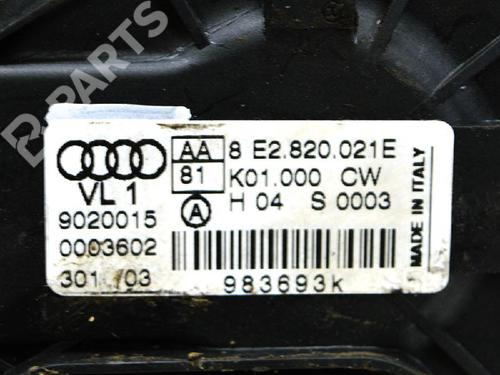 B-PARTS
AA 8 E2.820.021E
81 K01.000 CW
VL 1
A H 04 S 0003
9020015
0003602
301 03
983693k
MADE IN ITALY